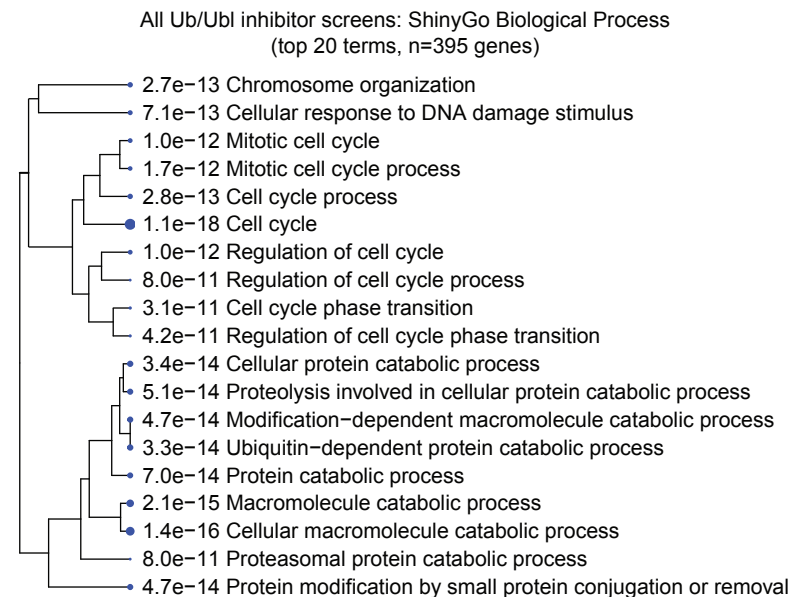 All Ub/Ubl inhibitor screens: ShinyGo Biological Process
(top 20 terms, n=395 genes)
2.7e−13 Chromosome organization
7.1e−13 Cellular response to DNA damage stimulus
1.0e−12 Mitotic cell cycle
1.7e−12 Mitotic cell cycle process
2.8e−13 Cell cycle process
1.1e−18 Cell cycle
1.0e−12 Regulation of cell cycle
8.0e−11 Regulation of cell cycle process
3.1e−11 Cell cycle phase transition
4.2e−11 Regulation of cell cycle phase transition
3.4e−14 Cellular protein catabolic process
5.1e−14 Proteolysis involved in cellular protein catabolic process
4.7e−14 Modification−dependent macromolecule catabolic process
3.3e−14 Ubiquitin−dependent protein catabolic process
7.0e−14 Protein catabolic process
2.1e−15 Macromolecule catabolic process
1.4e−16 Cellular macromolecule catabolic process
8.0e−11 Proteasomal protein catabolic process
4.7e−14 Protein modification by small protein conjugation or removal